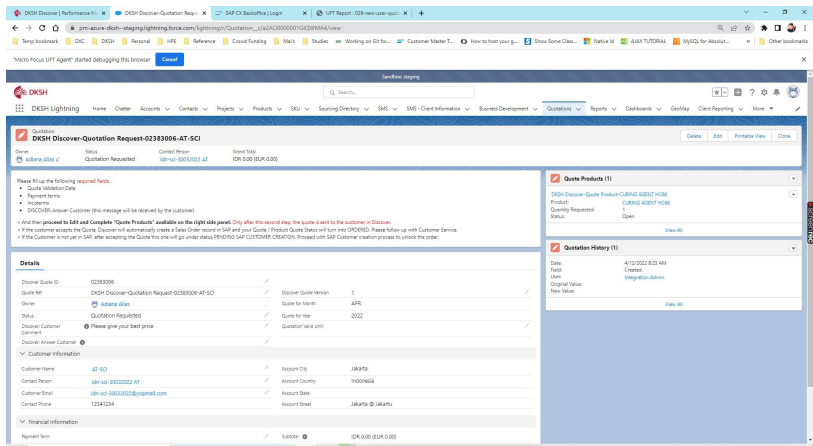 DKSH Discover | Performance Mo
DKSH Discover-Quotation Reque
SAP CX Backoffice | Login
UFT Report : 029-new-user-quot
pm-azure-dksh--staging.lightning.force.com/lightning/r/Quotation__c/a2AO0000001GIQWMA4/view
Temp bookmark
DKC
DKSH
Personal
HPE
Reference
Crowd Funding
Mai's
Studies
Working on Git for...
Customer Master T...
How to host your g...
Show Some Class...
Native Id
AJAX TUTORIAL
MySQL for Absolut...
Other bookmarks
"Micro Focus UFT Agent" started debugging this browser
Cancel
Sandbox: staging
DKSH
Search...
DKSH Lightning
Home
Chatter
Accounts
Contacts
Projects
Products
SKU
Sourcing Directory
SMS
SMS - Client Information
Business Development
Quotations
Reports
Dashboards
GeoMap
Client Reporting
More
Quotation
DKSH Discover-Quotation Request-02383006-AT-SCI
Delete
Edit
Printable View
Clone
Owner
Status
Contact Person
Grand Total
Adiana Alias
Quotation Requested
idn-sci-30032022 AT
IDR 0.00 (EUR 0.00)
Please fill up the following required fields.
• Quote Validation Date
• Payment terms
• Incoterms
• DISCOVER: Answer Customer (this message will be received by the customer)
> And then proceed to Edit and Complete "Quote Products" available on the right side panel. Only after this second step, the quote is sent to the customer in Discover.
> If the customer accepts the Quote, Discover will automatically create a Sales Order record in SAP and your Quote / Product Quote Status will turn into ORDERED. Please follow up with Customer Service.
> If the Customer is not yet in SAP, after accepting the Quote this one will go under status PENDING SAP CUSTOMER CREATION. Proceed with SAP Customer creation process to unlock the order.
Details
Discover Quote ID
02383006
Quote Ref
DKSH Discover-Quotation Request-02383006-AT-SCI
Discover Quote Version
1
Owner
Adiana Alias
Quote for Month
APR
Status
Quotation Requested
Quote for Year
2022
Discover: Customer Comment
Please give your best price
Quotation Valid Until
Discover: Answer Customer
Customer Information
Customer Name
AT-SCI
Account City
Jakarta
Contact Person
idn-sci-30032022 AT
Account Country
Indonesia
Customer Email
idn-sci-30032022@yopmail.com
Account State
Contact Phone
12341234
Account Street
Jakarta @ Jakartu
Financial Information
Payment Term
Subtotal
IDR 0.00 (EUR 0.00)
Quote Products (1)
DKSH Discover-Quote Product-CURING AGENT HC66
Product:
CURING AGENT HC66
Quantity Requested:
1
Status:
Open
View All
Quotation History (1)
Date:
4/12/2022 8:23 AM
Field:
Created.
User:
Integration Admin
Original Value:
New Value:
View All